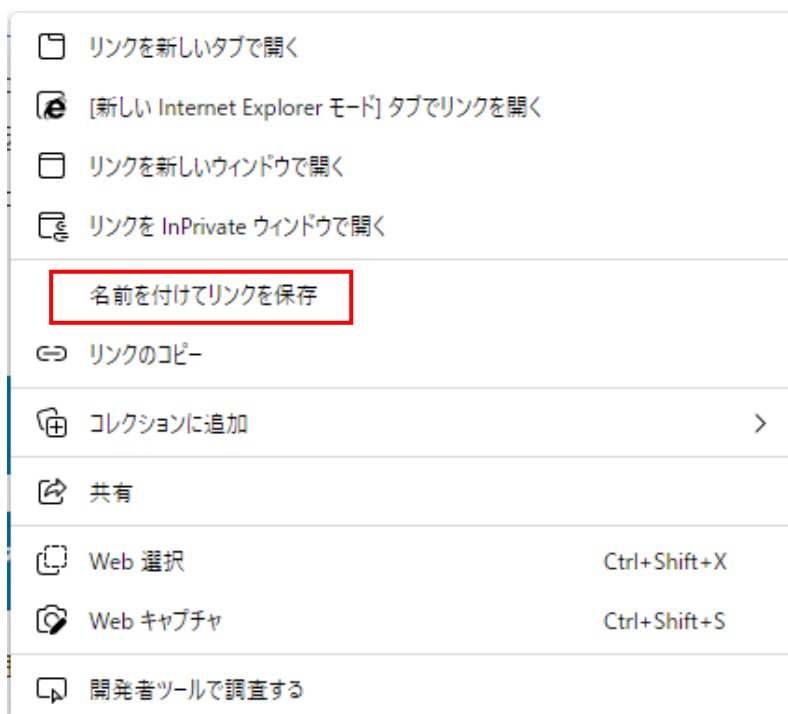 リンクを新しいタブで開く
[新しい Internet Explorer モード] タブでリンクを開く
リンクを新しいウィンドウで開く
リンクを InPrivate ウィンドウで開く
名前を付けてリンクを保存
リンクのコピー
コレクションに追加
共有
Web 選択 Ctrl+Shift+X
Web キャプチャ Ctrl+Shift+S
開発者ツールで調査する